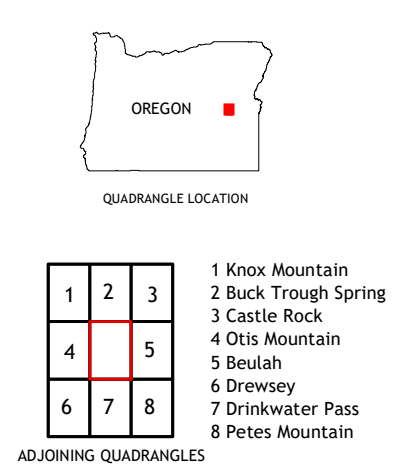 OREGON
QUADRANGLE LOCATION
1 2 3
4 5
6 7 8
1 Knox Mountain
2 Buck Trough Spring
3 Castle Rock
4 Otis Mountain
5 Beulah
6 Drewsey
7 Drinkwater Pass
8 Petes Mountain
ADJOINING QUADRANGLES